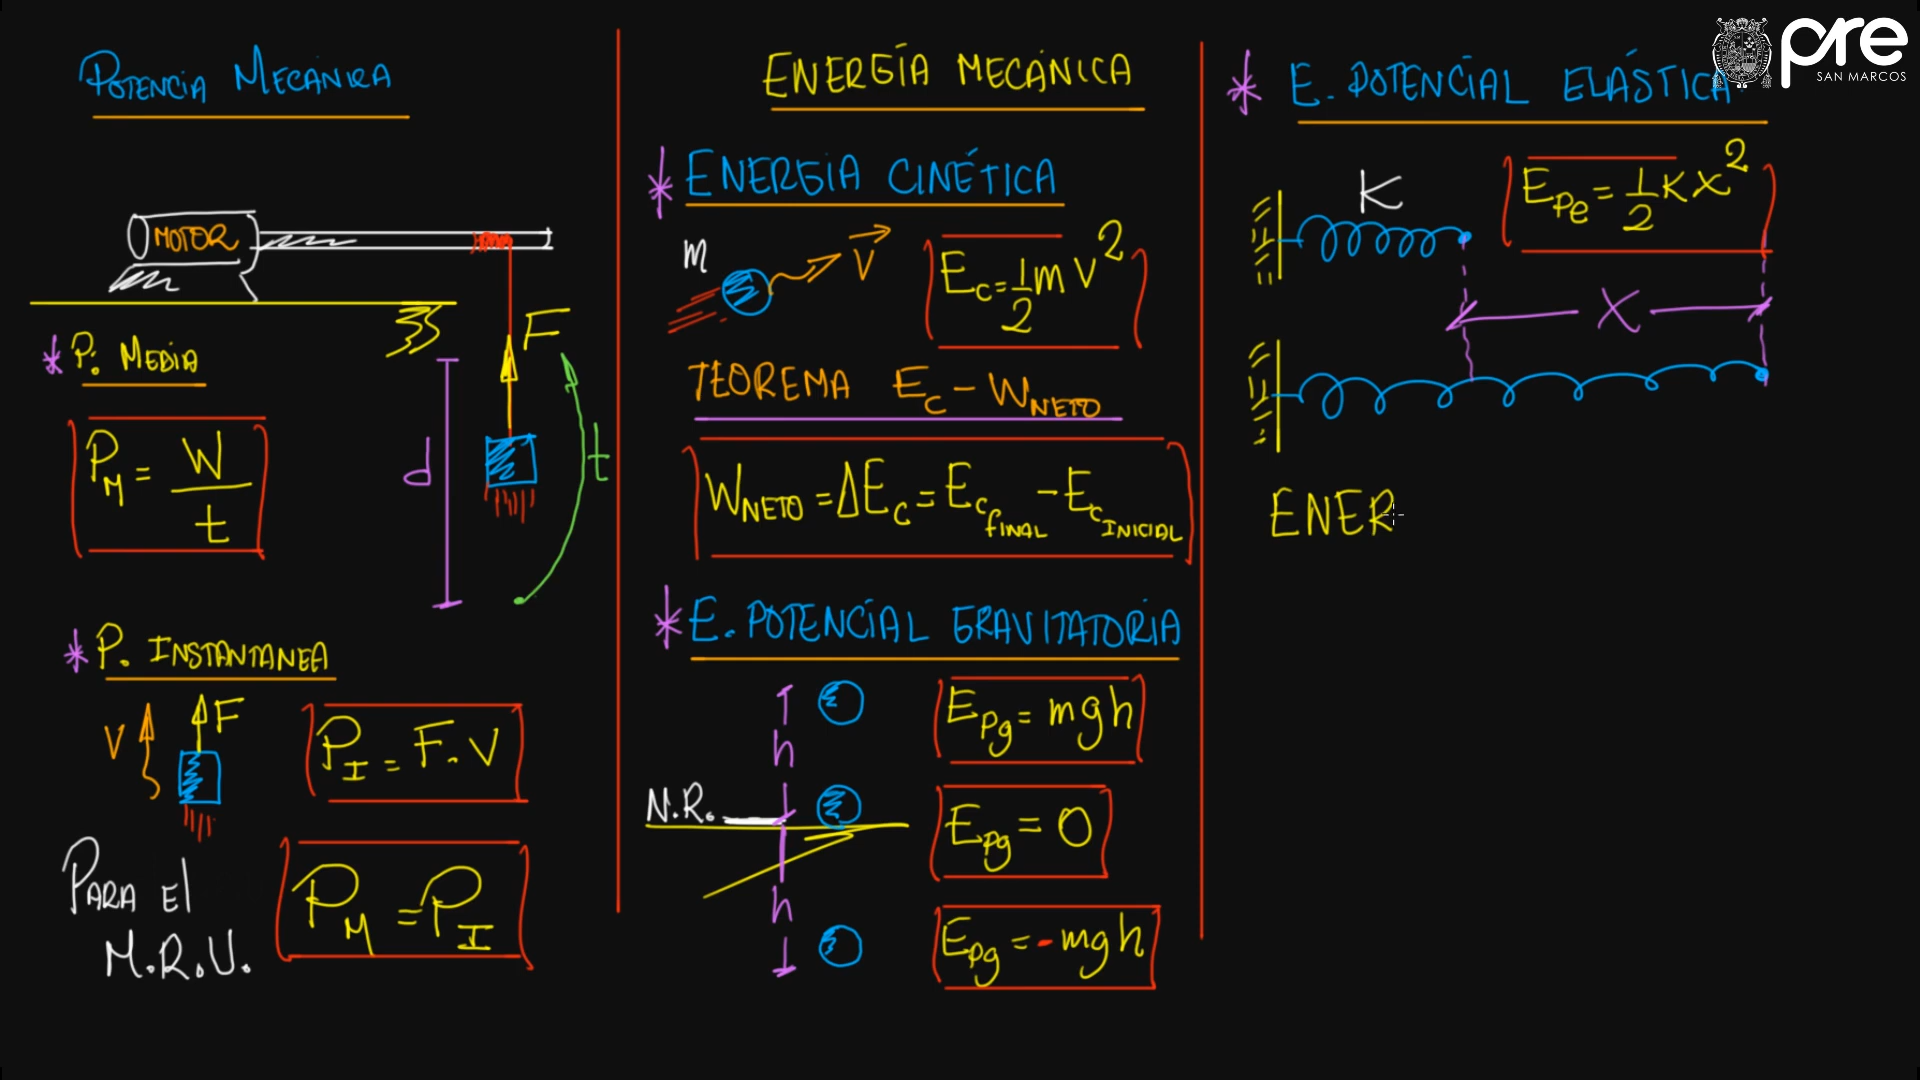 POTENCIA MECÁNICA
MOTOR
F
* P. MEDIA
P_M = W/t
d
t
* P. INSTANTANEA
V
F
P_I = F.V
PARA El
M.R.U.
P_M = P_I
ENERGÍA MECÁNICA
* ENERGIA CINÉTICA
m
V
E_c = 1/2 m V^2
TEOREMA E_C - W_NETO
W_NETO = ΔE_C = E_C FINAL - E_C INICIAL
* E. POTENCIAL GRAVITATORIA
h
E_Pg = mgh
N.R.
E_Pg = 0
h
E_Pg = -mgh
* E. POTENCIAL ELÁSTICA
pre
SAN MARCOS
K
E_Pe = 1/2 K x^2
X
ENER